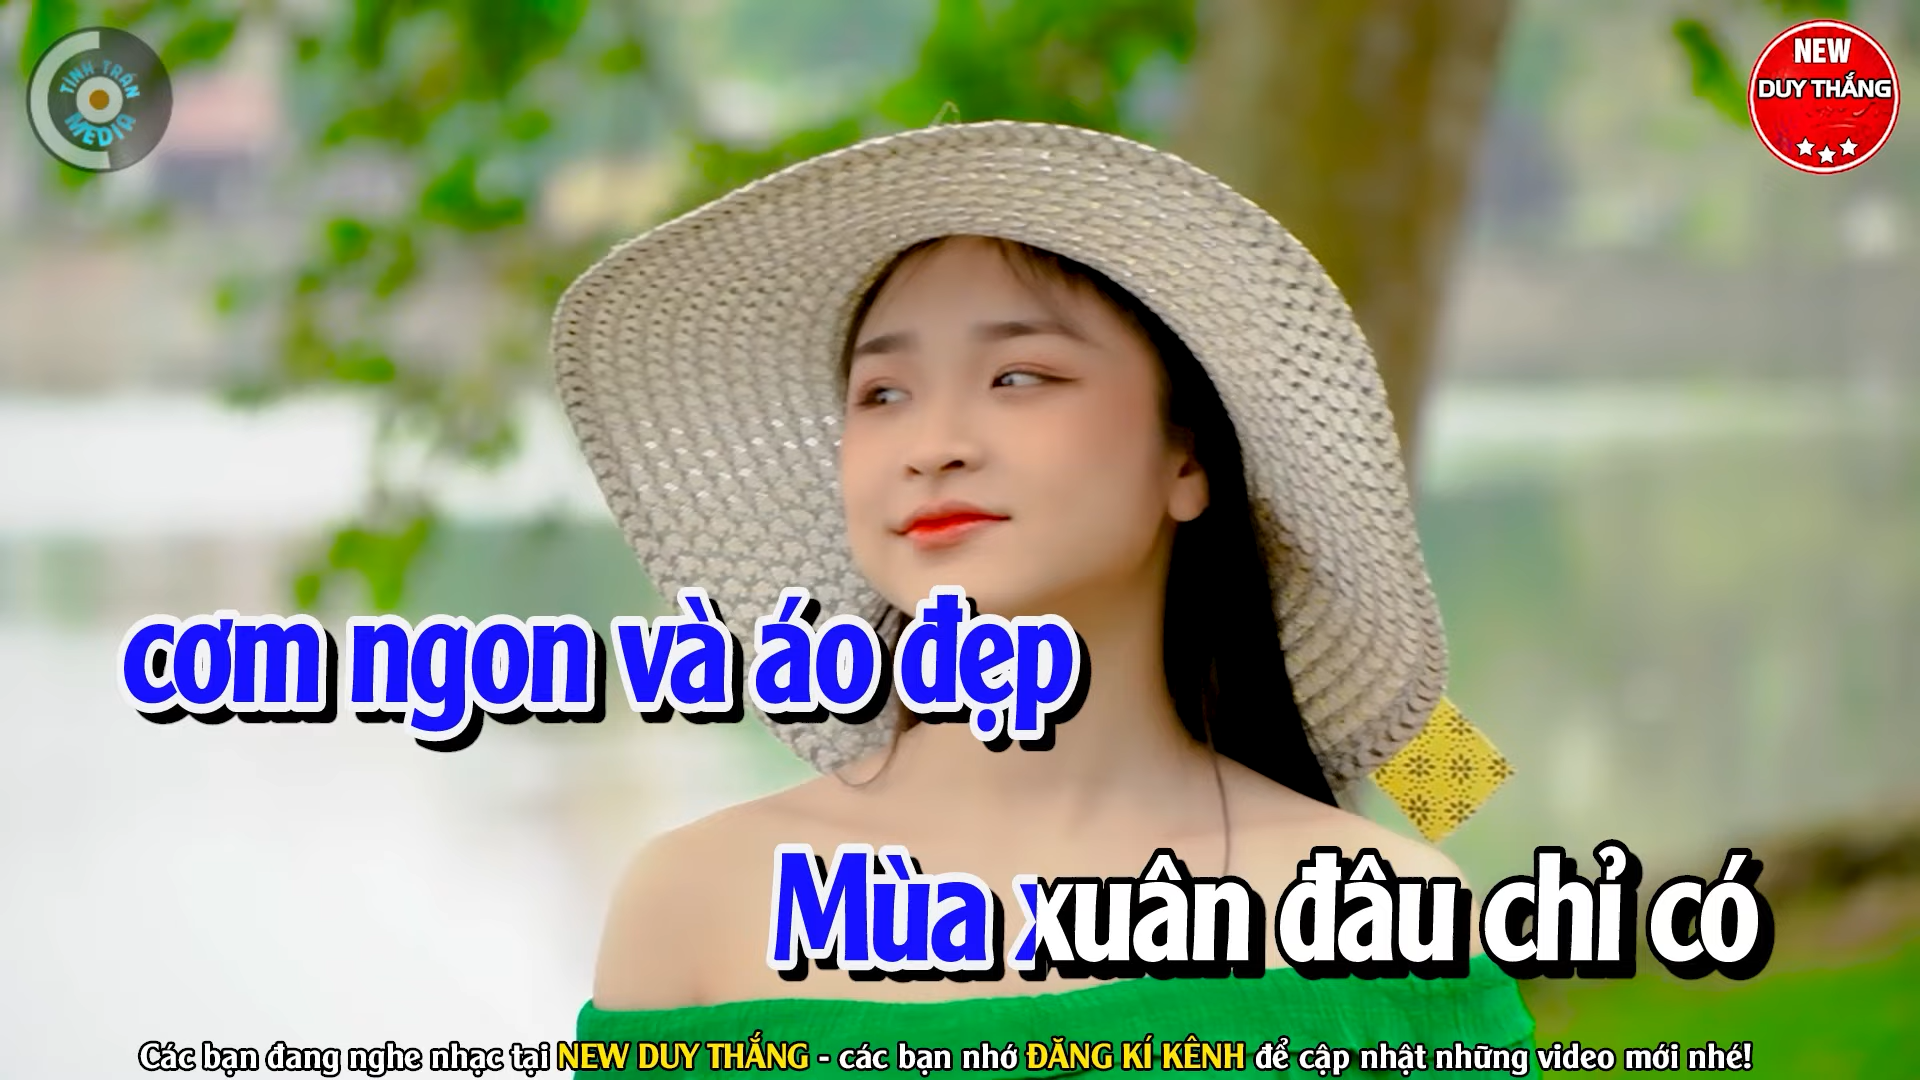 TÌNH TRẦN
MEDIA
NEW
DUY THẮNG
cơm ngon và áo đẹp
Mùa xuân đâu chỉ có
Các bạn đang nghe nhạc tại NEW DUY THẮNG - các bạn nhớ ĐĂNG KÍ KÊNH để cập nhật những video mới nhé!